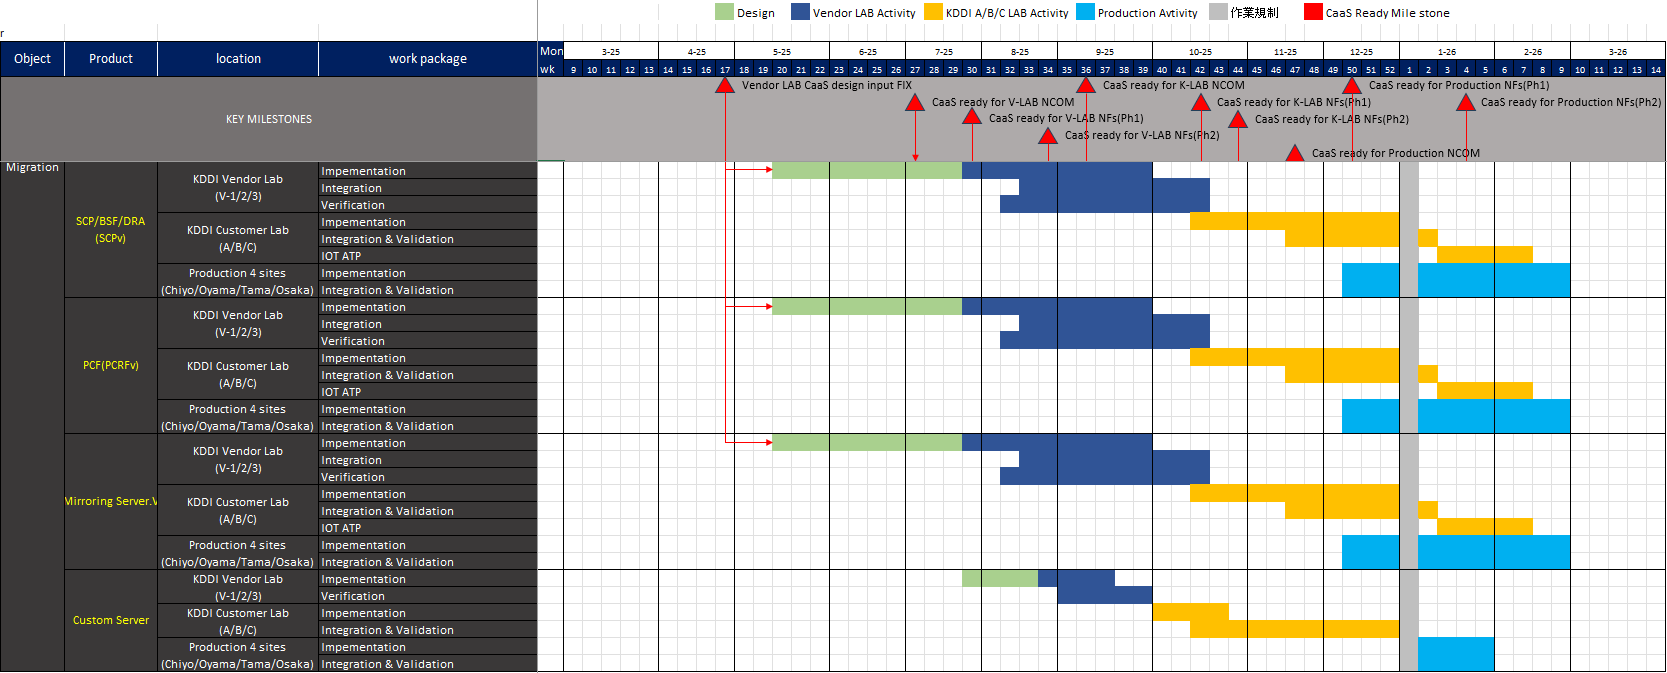 Design Vendor LAB Activity KDDI A/B/C LAB Activity Production Avtivity 作業規制 CaaS Ready Mile stone
r
Object Product location work package Mon 3-25 4-25 5-25 6-25 7-25 8-25 9-25 10-25 11-25 12-25 1-26 2-26 3-26
wk 9 10 11 12 13 14 15 16 17 18 19 20 21 22 23 24 25 26 27 28 29 30 31 32 33 34 35 36 37 38 39 40 41 42 43 44 45 46 47 48 49 50 51 52 1 2 3 4 5 6 7 8 9 10 11 12 13 14
KEY MILESTONES
Vendor LAB CaaS design input FIX
CaaS ready for K-LAB NCOM
CaaS ready for Production NFs(Ph1)
CaaS ready for V-LAB NCOM
CaaS ready for K-LAB NFs(Ph1)
CaaS ready for Production NFs(Ph2)
CaaS ready for V-LAB NFs(Ph1)
CaaS ready for K-LAB NFs(Ph2)
CaaS ready for V-LAB NFs(Ph2)
CaaS ready for Production NCOM
Migration
SCP/BSF/DRA
(SCPv)
KDDI Vendor Lab
(V-1/2/3)
Impementation
Integration
Verification
KDDI Customer Lab
(A/B/C)
Impementation
Integration & Validation
IOT ATP
Production 4 sites
(Chiyo/Oyama/Tama/Osaka)
Impementation
Integration & Validation
PCF(PCRFv)
KDDI Vendor Lab
(V-1/2/3)
Impementation
Integration
Verification
KDDI Customer Lab
(A/B/C)
Impementation
Integration & Validation
IOT ATP
Production 4 sites
(Chiyo/Oyama/Tama/Osaka)
Impementation
Integration & Validation
Mirroring Server.V
KDDI Vendor Lab
(V-1/2/3)
Impementation
Integration
Verification
KDDI Customer Lab
(A/B/C)
Impementation
Integration & Validation
IOT ATP
Production 4 sites
(Chiyo/Oyama/Tama/Osaka)
Impementation
Integration & Validation
Custom Server
KDDI Vendor Lab
(V-1/2/3)
Impementation
Verification
KDDI Customer Lab
(A/B/C)
Impementation
Integration & Validation
Production 4 sites
(Chiyo/Oyama/Tama/Osaka)
Impementation
Integration & Validation